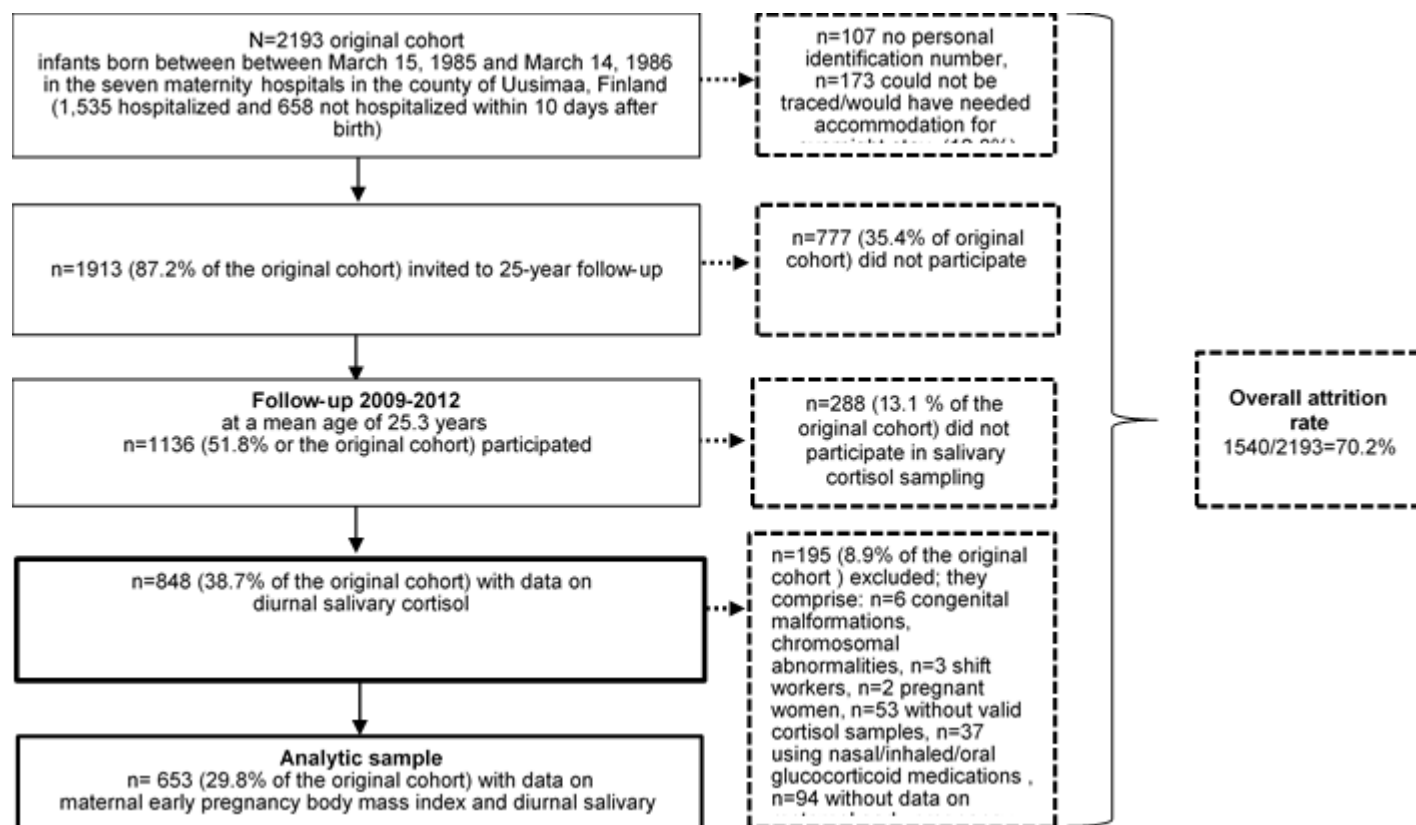 N=2193 original cohort
infants born between between March 15, 1985 and March 14, 1986
in the seven maternity hospitals in the county of Uusimaa, Finland
(1,535 hospitalized and 658 not hospitalized within 10 days after
birth)
n=107 no personal
identification number,
n=173 could not be
traced/would have needed
accommodation for
n=1913 (87.2% of the original cohort) invited to 25-year follow-up
n=777 (35.4% of original
cohort) did not participate
Follow-up 2009-2012
at a mean age of 25.3 years
n=1136 (51.8% or the original cohort) participated
n=288 (13.1 % of the
original cohort) did not
participate in salivary
cortisol sampling
Overall attrition
rate
1540/2193=70.2%
n=848 (38.7% of the original cohort) with data on
diurnal salivary cortisol
n=195 (8.9% of the original
cohort ) excluded; they
comprise: n=6 congenital
malformations,
chromosomal
abnormalities, n=3 shift
workers, n=2 pregnant
women, n=53 without valid
cortisol samples, n=37
using nasal/inhaled/oral
glucocorticoid medications ,
n=94 without data on
Analytic sample
n= 653 (29.8% of the original cohort) with data on
maternal early pregnancy body mass index and diurnal salivary